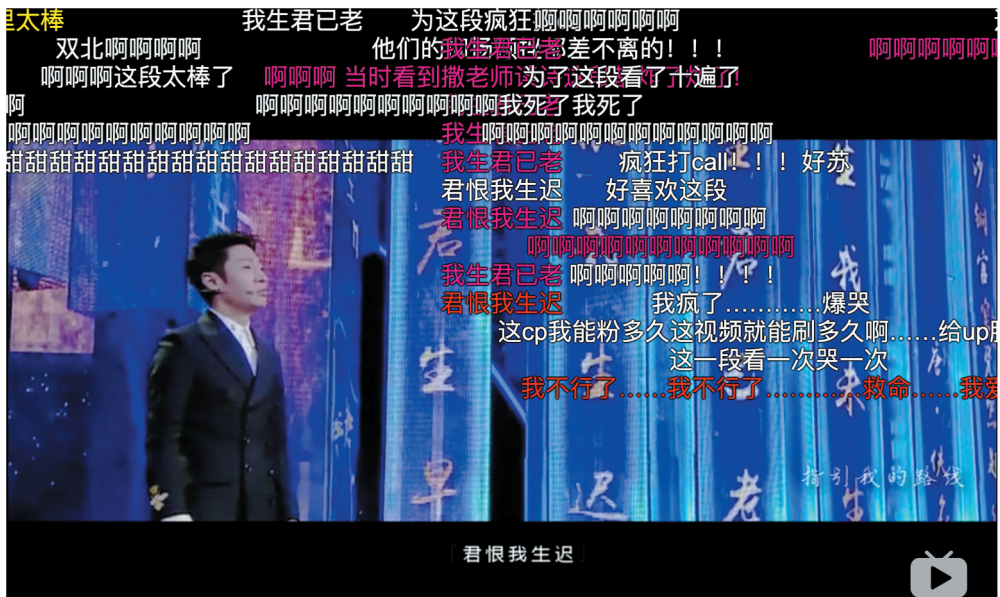 里太棒 我生君已老 为这段疯狂 啊啊啊啊啊啊
双北啊啊啊啊 他们的 都差不离的！！！ 啊啊啊啊啊
啊啊啊这段太棒了 啊啊啊 当时看到撒老师 为了这段看了十遍了
啊 啊啊啊啊啊啊啊啊啊啊我死了我死了
啊啊啊啊啊啊啊啊啊啊 我生 啊啊啊啊啊啊啊啊啊啊啊啊
甜甜甜甜甜甜甜甜甜甜甜甜甜甜甜甜甜 我生君已老 疯狂打call！！！好苏
君恨我生迟 好喜欢这段
君恨我生迟 啊啊啊啊啊啊啊啊
啊啊啊啊啊啊啊啊啊啊啊
我生君已老 啊啊啊啊啊！！！！
君恨我生迟 我疯了…………爆哭
这cp我能粉多久这视频就能刷多久啊……给up
这一段看一次哭一次
我不行了……我不行了…………救命……我爱
君 生 早
迟
君
老
我 未 生
指引我的路线
「君恨我生迟」